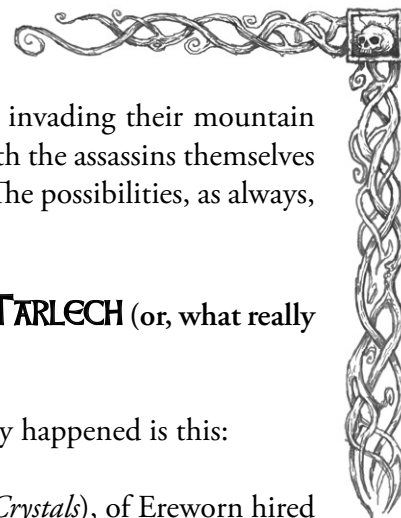 invading their mountain
the assassins themselves
The possibilities, as always,
TARLECH (or, what really
happened is this:
Crystals), of Ereworn hired